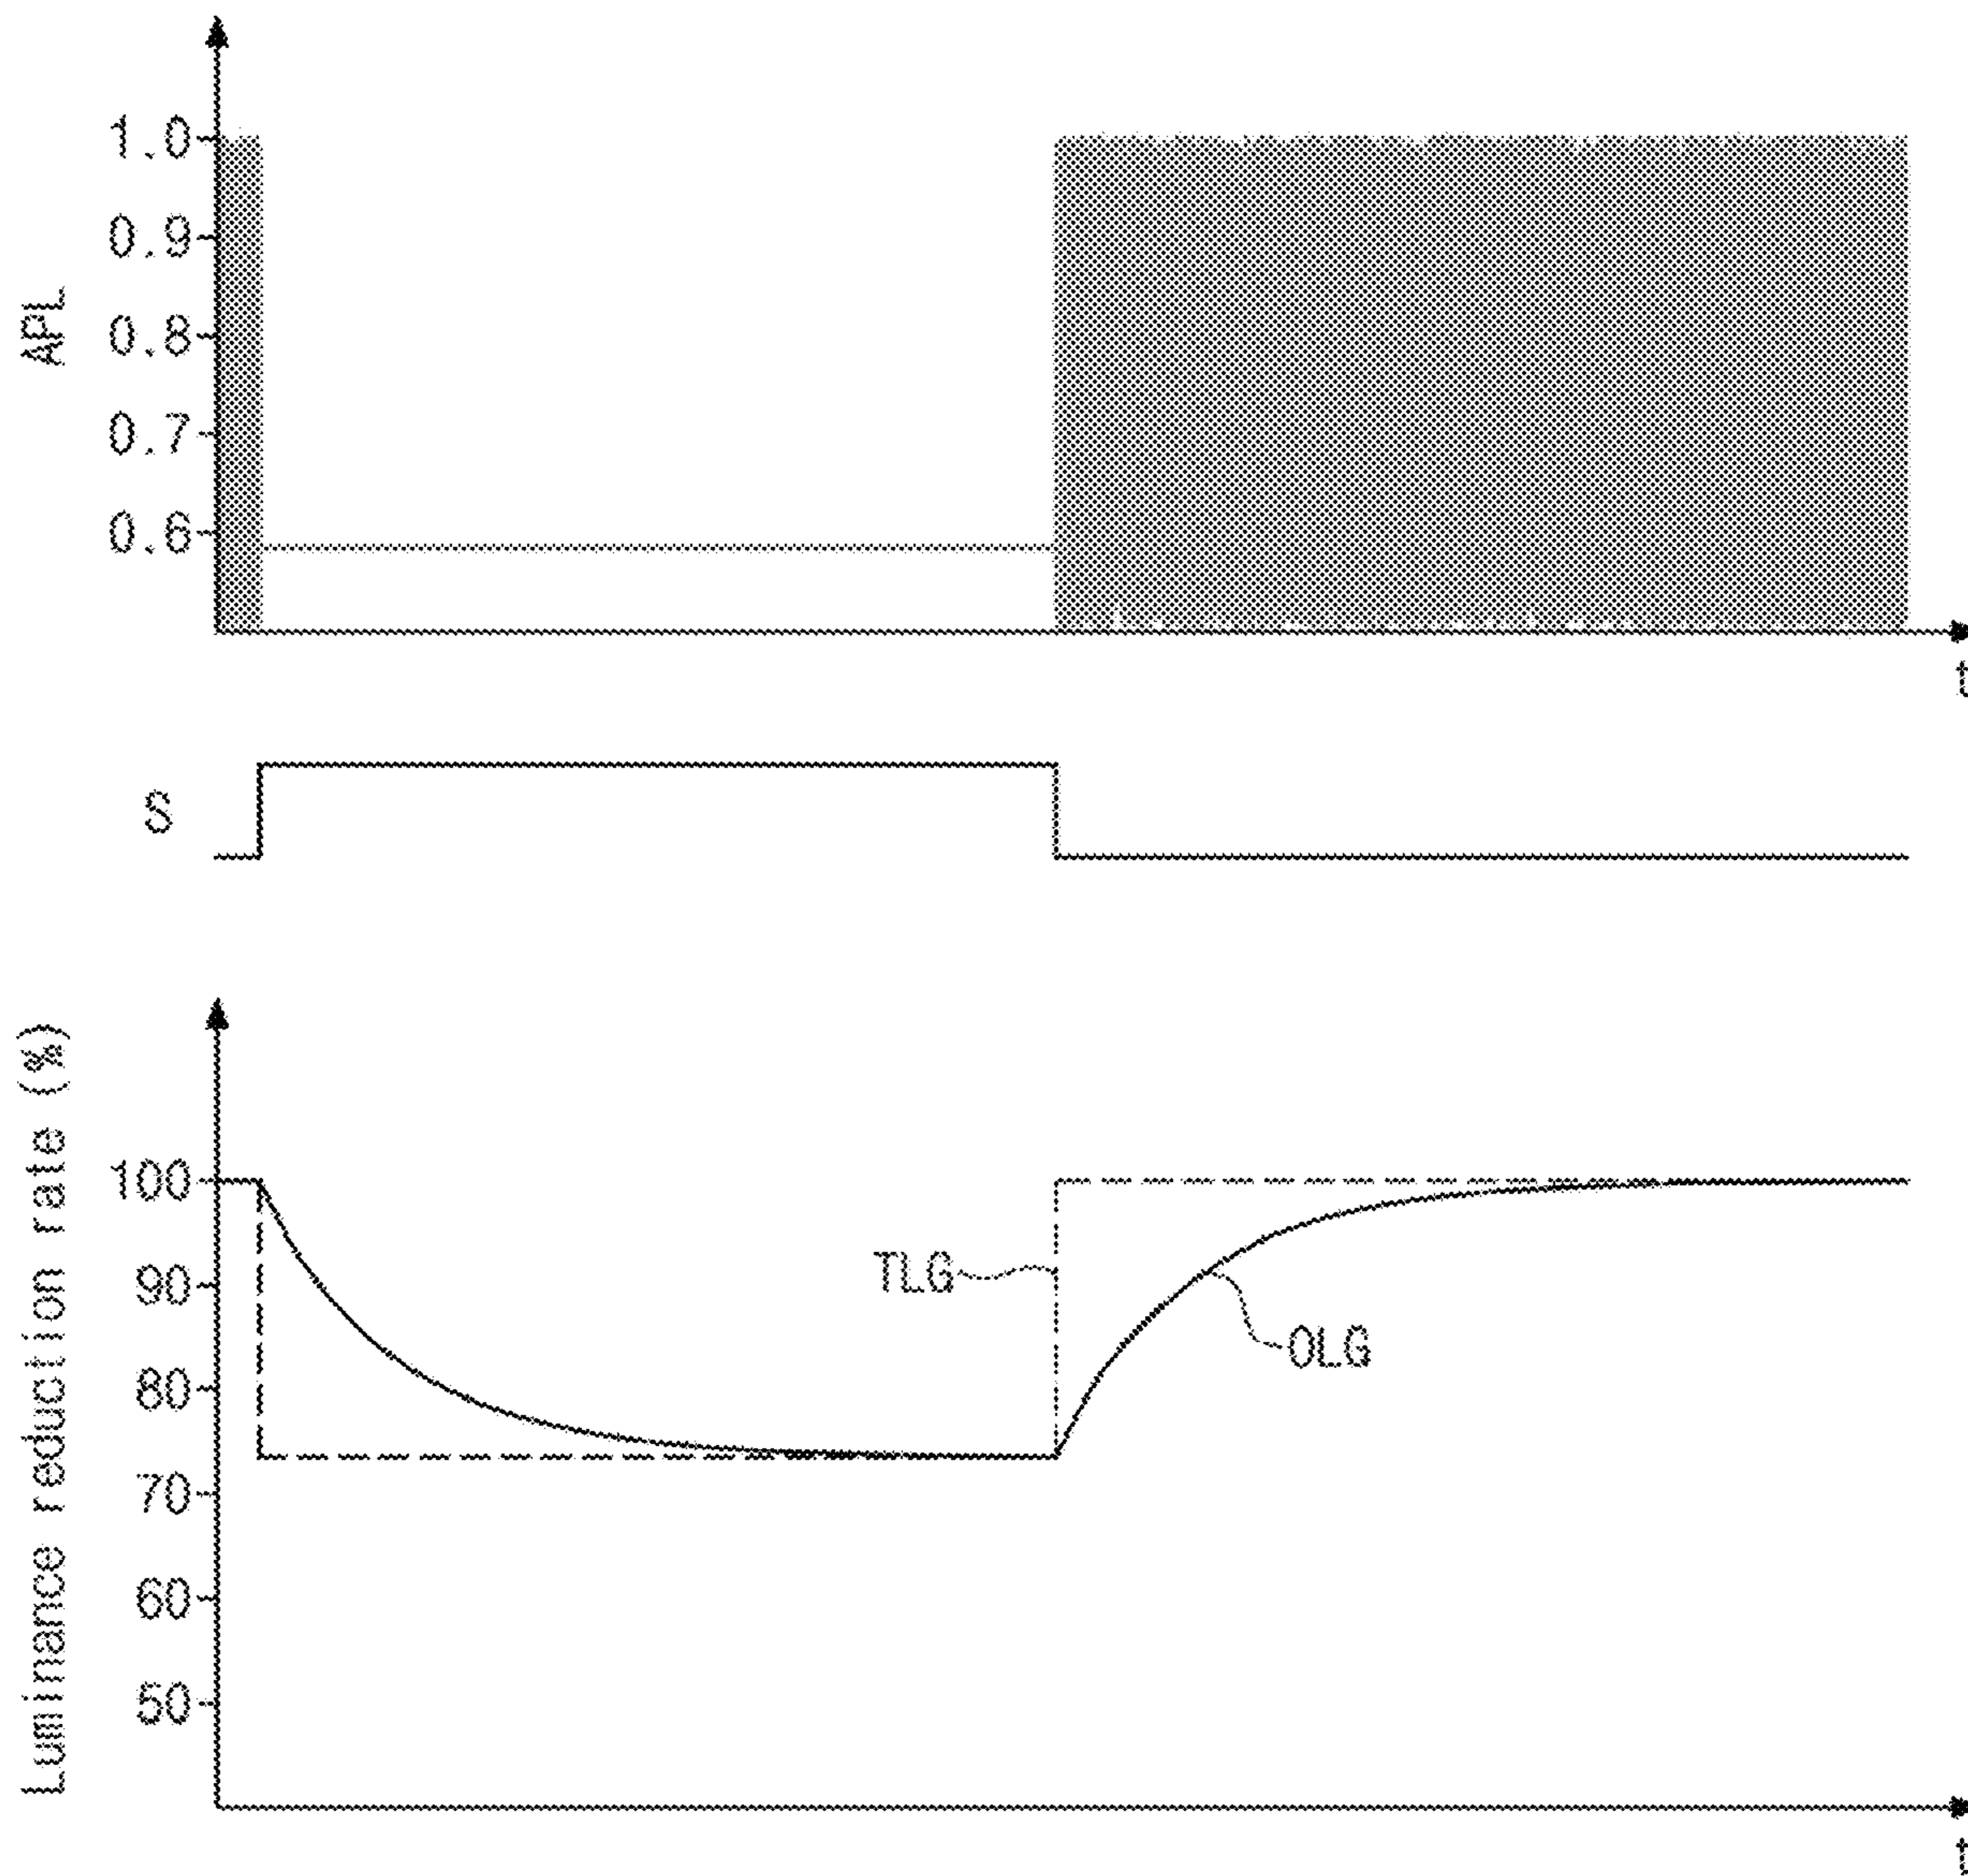 APL
1.0
0.9
0.8
0.7
0.6
t
S
Luminance reduction rate (%)
100
90
80
70
60
50
TLG
OLG
t